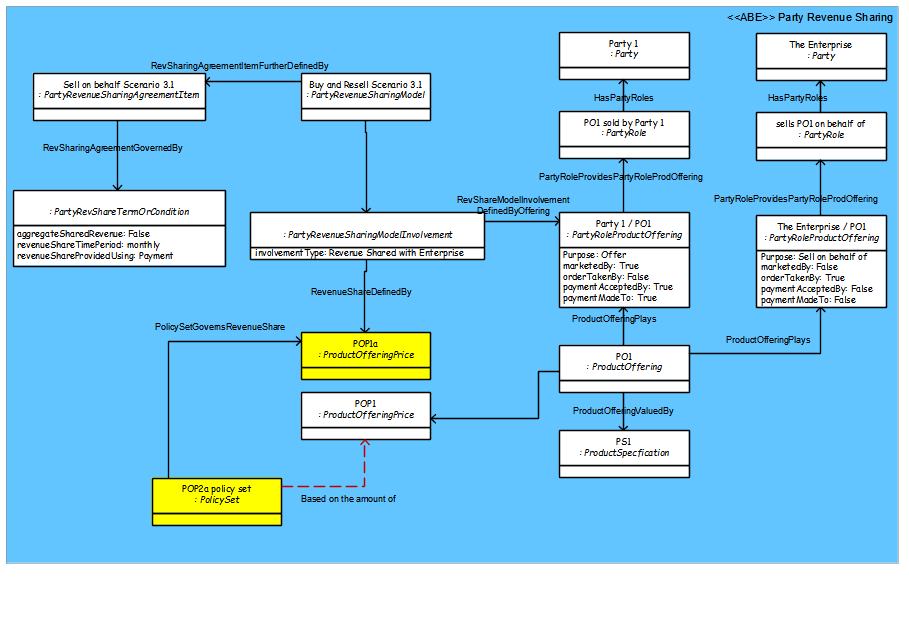 <<ABE>> Party Revenue Sharing
RevSharingAgreementItemFurtherDefinedBy
Sell on behalf Scenario 3.1
: PartyRevenueSharingAgreementItem
Buy and Resell Scenario 3.1
: PartyRevenueSharingModel
Party 1
: Party
The Enterprise
: Party
HasPartyRoles
HasPartyRoles
PO1 sold by Party 1
: PartyRole
sells PO1 on behalf of
: PartyRole
RevSharingAgreementGovernedBy
PartyRoleProvidesPartyRoleProdOffering
PartyRoleProvidesPartyRoleProdOffering
: PartyRevShareTermOrCondition
aggregateSharedRevenue: False
revenueShareTimePeriod: monthly
revenueShareProvidedUsing: Payment
RevShareModelInvolvement
DefinedByOffering
: PartyRevenueSharingModelInvolvement
involvementType: Revenue Shared with Enterprise
Party 1 / PO1
: PartyRoleProductOffering
Purpose: Offer
marketedBy: True
orderTakenBy: False
paymentAcceptedBy: True
paymentMadeTo: True
The Enterprise / PO1
: PartyRoleProductOffering
Purpose: Sell on behalf of
marketedBy: False
orderTakenBy: True
paymentAcceptedBy: False
paymentMadeTo: False
RevenueShareDefinedBy
PolicySetGovernsRevenueShare
ProductOfferingPlays
ProductOfferingPlays
POP1a
: ProductOfferingPrice
PO1
: ProductOffering
POP1
: ProductOfferingPrice
ProductOfferingValuedBy
PS1
: ProductSpecfication
POP2a policy set
: PolicySet
Based on the amount of